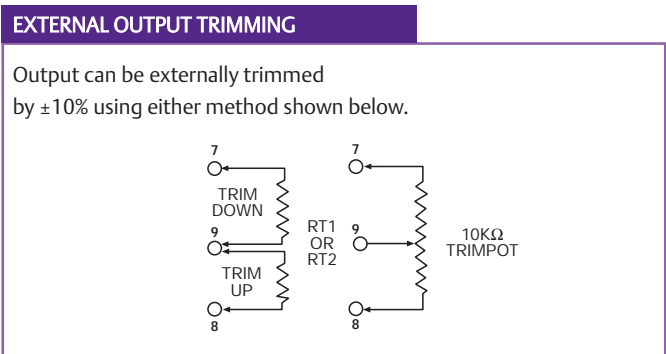 EXTERNAL OUTPUT TRIMMING
Output can be externally trimmed
by ±10% using either method shown below.
7
TRIM
DOWN
9
TRIM
UP
8
RT1
OR
RT2
7
9
8
10KΩ
TRIMPOT